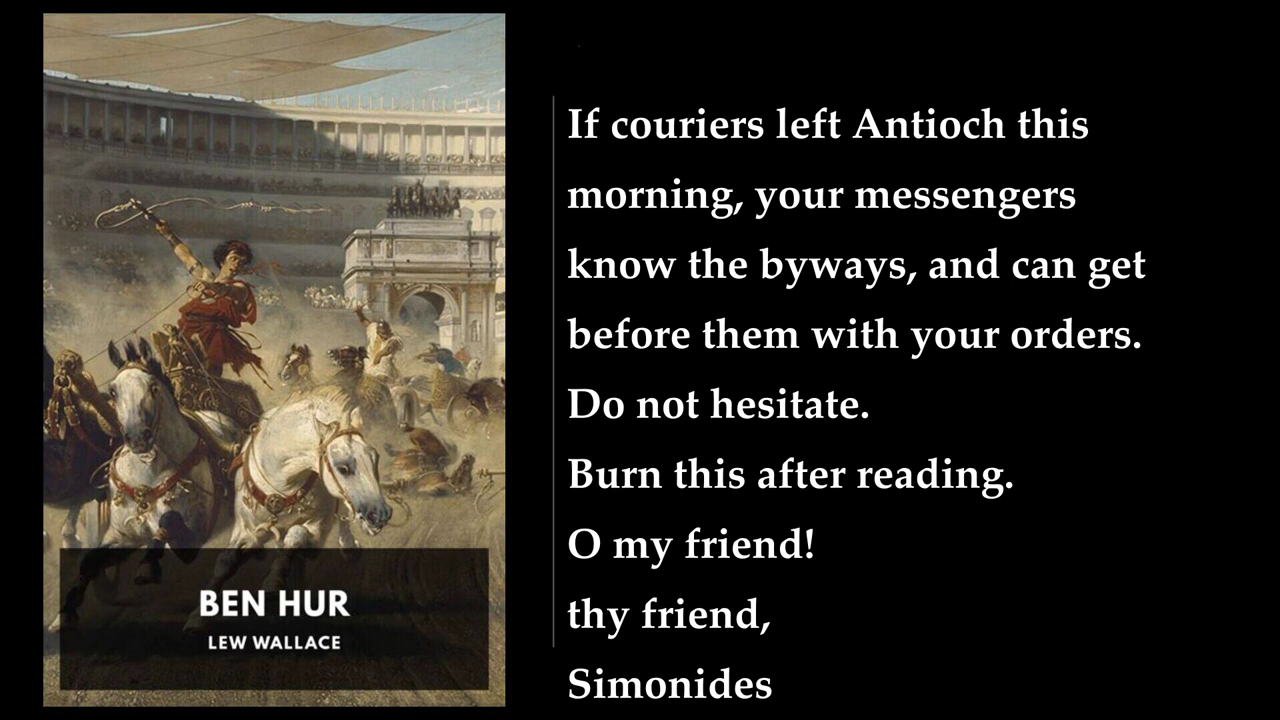 BEN HUR
LEW WALLACE
If couriers left Antioch this
morning, your messengers
know the byways, and can get
before them with your orders.
Do not hesitate.
Burn this after reading.
O my friend!
thy friend,
Simonides